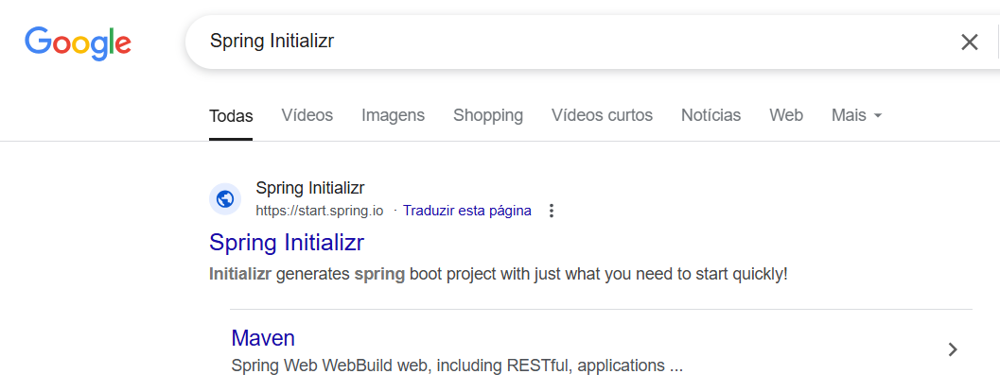 Google
Spring Initializr
Todas Vídeos Imagens Shopping Vídeos curtos Notícias Web Mais
Spring Initializr
https://start.spring.io · Traduzir esta página
Spring Initializr
Initializr generates spring boot project with just what you need to start quickly!
Maven
Spring Web WebBuild web, including RESTful, applications ...